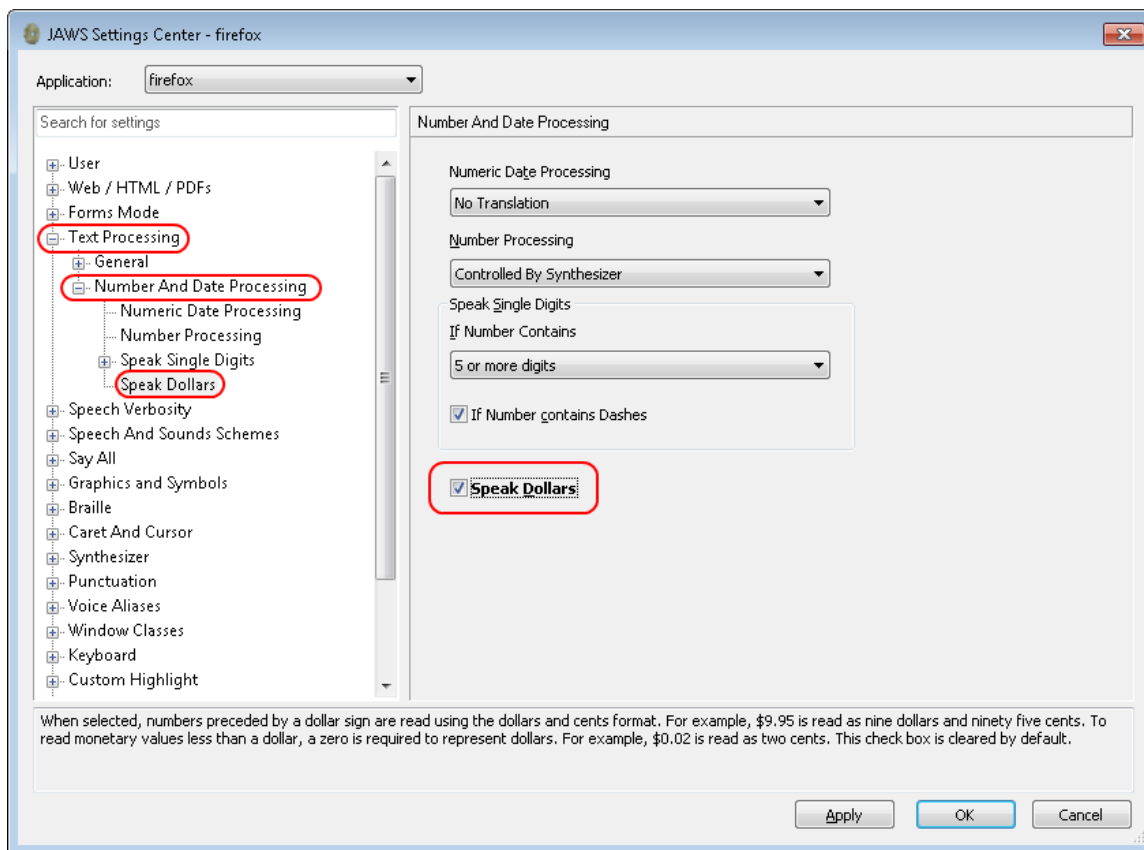 JAWS Settings Center - firefox
Application:
firefox
Search for settings
User
Web / HTML / PDFs
Forms Mode
Text Processing
General
Number And Date Processing
Numeric Date Processing
Number Processing
Speak Single Digits
Speak Dollars
Speech Verbosity
Speech And Sounds Schemes
Say All
Graphics and Symbols
Braille
Caret And Cursor
Synthesizer
Punctuation
Voice Aliases
Window Classes
Keyboard
Custom Highlight
Number And Date Processing
Numeric Date Processing
No Translation
Number Processing
Controlled By Synthesizer
Speak Single Digits
If Number Contains
5 or more digits
If Number contains Dashes
Speak Dollars
When selected, numbers preceded by a dollar sign are read using the dollars and cents format. For example, $9.95 is read as nine dollars and ninety five cents. To
read monetary values less than a dollar, a zero is required to represent dollars. For example, $0.02 is read as two cents. This check box is cleared by default.
Apply
OK
Cancel